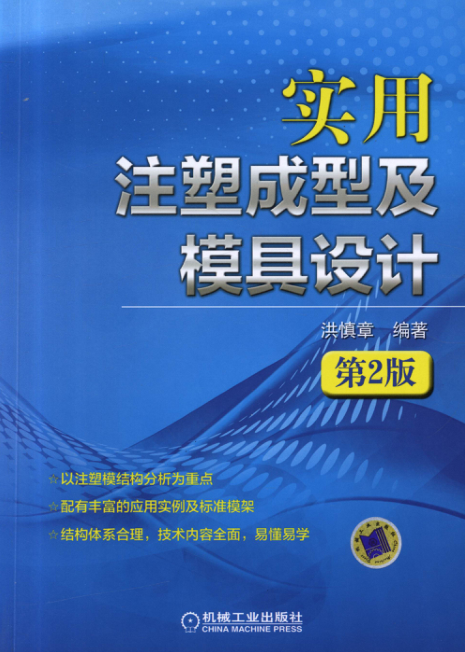 实用
注塑成型及
模具设计
洪慎章 编著
第2版
☆以注塑模结构分析为重点
☆配有丰富的应用实例及标准模架
☆结构体系合理，技术内容全面，易懂易学
机械工业出版社
CHINA MACHINE PRESS